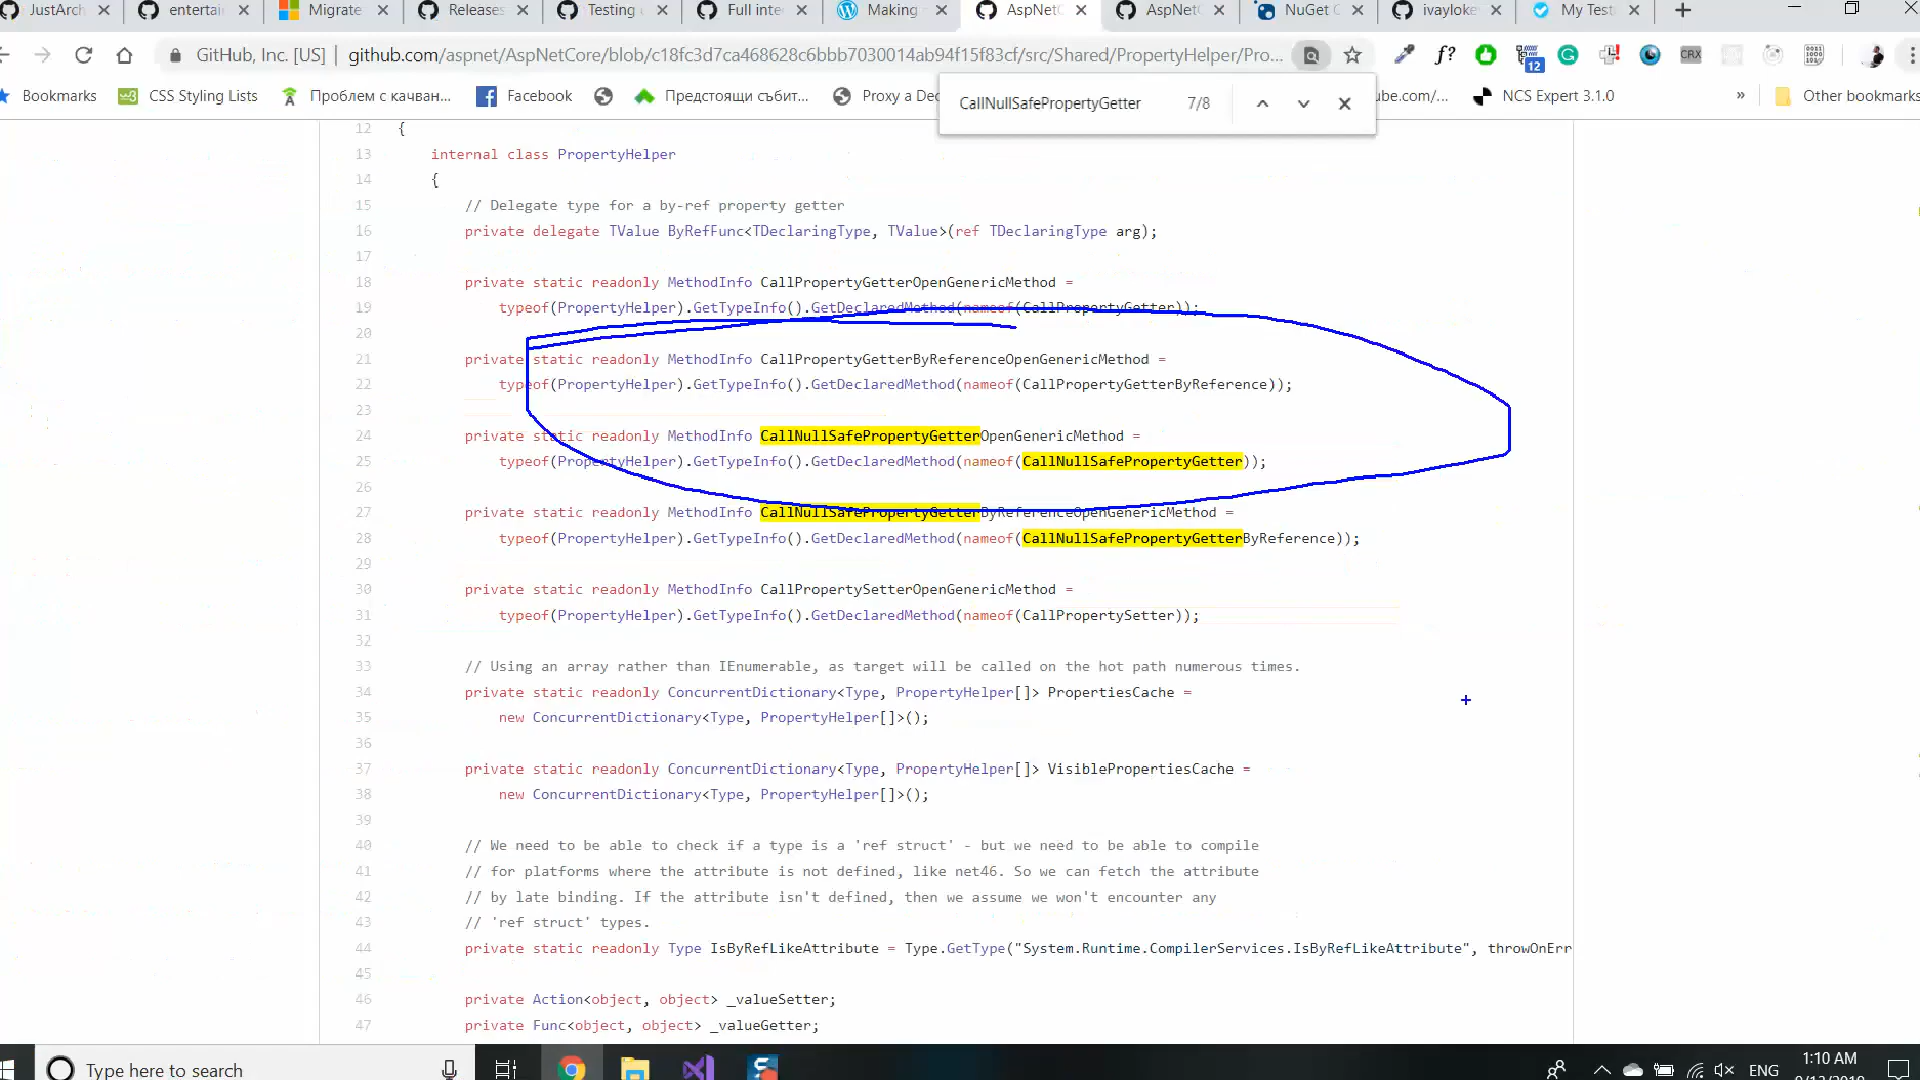 JustArch
entertai
Migrate
Releases
Testing
Full inte
Making
AspNetC
AspNetC
NuGet
ivayloke
My Test
GitHub, Inc. [US] | github.com/aspnet/AspNetCore/blob/c18fc3d7ca468628c6bbb7030014ab94f15f83cf/src/Shared/PropertyHelper/Pro...
f?
12
CRX
Bookmarks
CSS Styling Lists
Проблем с качван...
Facebook
Предстоящи събит...
Proxy a De
ube.com/...
NCS Expert 3.1.0
»
Other bookmarks
CallNullSafePropertyGetter 7/8
12 {
13 internal class PropertyHelper
14 {
15 // Delegate type for a by-ref property getter
16 private delegate TValue ByRefFunc<TDeclaringType, TValue>(ref TDeclaringType arg);
17
18 private static readonly MethodInfo CallPropertyGetterOpenGenericMethod =
19 typeof(PropertyHelper).GetTypeInfo().GetDeclaredMethod(nameof(CallPropertyGetter));
20
21 private static readonly MethodInfo CallPropertyGetterByReferenceOpenGenericMethod =
22 typeof(PropertyHelper).GetTypeInfo().GetDeclaredMethod(nameof(CallPropertyGetterByReference));
23
24 private static readonly MethodInfo CallNullSafePropertyGetterOpenGenericMethod =
25 typeof(PropertyHelper).GetTypeInfo().GetDeclaredMethod(nameof(CallNullSafePropertyGetter));
26
27 private static readonly MethodInfo CallNullSafePropertyGetterByReferenceOpenGenericMethod =
28 typeof(PropertyHelper).GetTypeInfo().GetDeclaredMethod(nameof(CallNullSafePropertyGetterByReference));
29
30 private static readonly MethodInfo CallPropertySetterOpenGenericMethod =
31 typeof(PropertyHelper).GetTypeInfo().GetDeclaredMethod(nameof(CallPropertySetter));
32
33 // Using an array rather than IEnumerable, as target will be called on the hot path numerous times.
34 private static readonly ConcurrentDictionary<Type, PropertyHelper[]> PropertiesCache =
35 new ConcurrentDictionary<Type, PropertyHelper[]>();
36
37 private static readonly ConcurrentDictionary<Type, PropertyHelper[]> VisiblePropertiesCache =
38 new ConcurrentDictionary<Type, PropertyHelper[]>();
39
40 // We need to be able to check if a type is a 'ref struct' - but we need to be able to compile
41 // for platforms where the attribute is not defined, like net46. So we can fetch the attribute
42 // by late binding. If the attribute isn't defined, then we assume we won't encounter any
43 // 'ref struct' types.
44 private static readonly Type IsByRefLikeAttribute = Type.GetType("System.Runtime.CompilerServices.IsByRefLikeAttribute", throwOnErr
45
46 private Action<object, object> _valueSetter;
47 private Func<object, object> _valueGetter;
Type here to search
ENG
1:10 AM